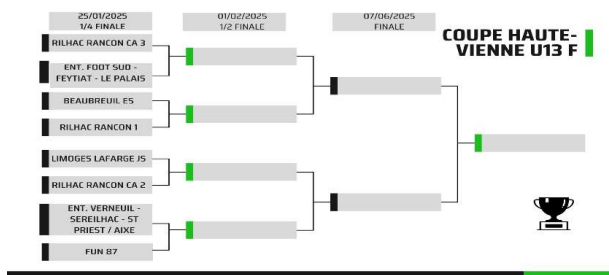 25/01/2025
1/4 FINALE
01/02/2025
1/2 FINALE
07/06/2025
FINALE
COUPE HAUTE-
VIENNE U13 F
RILHAC RANCON CA 3
ENT. FOOT SUD -
FEYTIAT - LE PALAIS
BEAUBREUIL ES
RILHAC RANCON 1
LIMOGES LAFARGE JS
RILHAC RANCON CA 2
ENT. VERNEUIL -
SEREILHAC - ST
PRIEST / AIXE
FUN 87